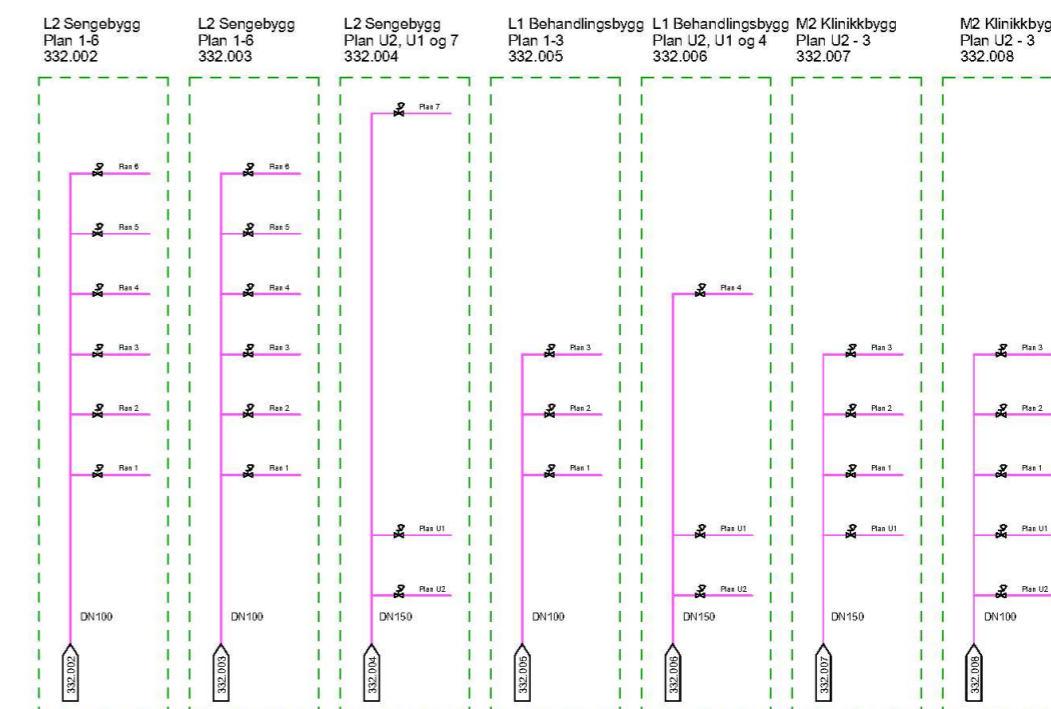 L2 Sengebygg
Plan 1-6
332.002
L2 Sengebygg
Plan 1-6
332.003
L2 Sengebygg
Plan U2, U1 og 7
332.004
L1 Behandlingsbygg
Plan 1-3
332.005
L1 Behandlingsbygg
Plan U2, U1 og 4
332.006
M2 Klinikkbygg
Plan U2 - 3
332.007
M2 Klinikkbyg
Plan U2 - 3
332.008
Plan 6
Plan 5
Plan 4
Plan 3
Plan 2
Plan 1
DN100
332.002
Plan 6
Plan 5
Plan 4
Plan 3
Plan 2
Plan 1
DN100
332.003
Plan 7
Plan U1
Plan U2
DN150
332.004
Plan 3
Plan 2
Plan 1
DN100
332.005
Plan 4
Plan U1
Plan U2
DN150
332.006
Plan 3
Plan 2
Plan 1
Plan U1
DN150
332.007
Plan 3
Plan 2
Plan 1
Plan U1
Plan U2
DN100
332.008